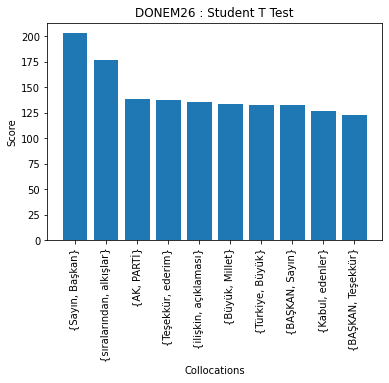 DONEM26 : Student T Test
Score
200
175
150
125
100
75
50
25
0
{Sayın, Başkan}
{sıralarından, alkışlar}
{AK, PARTİ}
{Teşekkür, ederim}
{ilişkin, açıklaması}
{Büyük, Millet}
{Türkiye, Büyük}
{BAŞKAN, Sayın}
{Kabul, edenler}
{BAŞKAN, Teşekkür}
Collocations